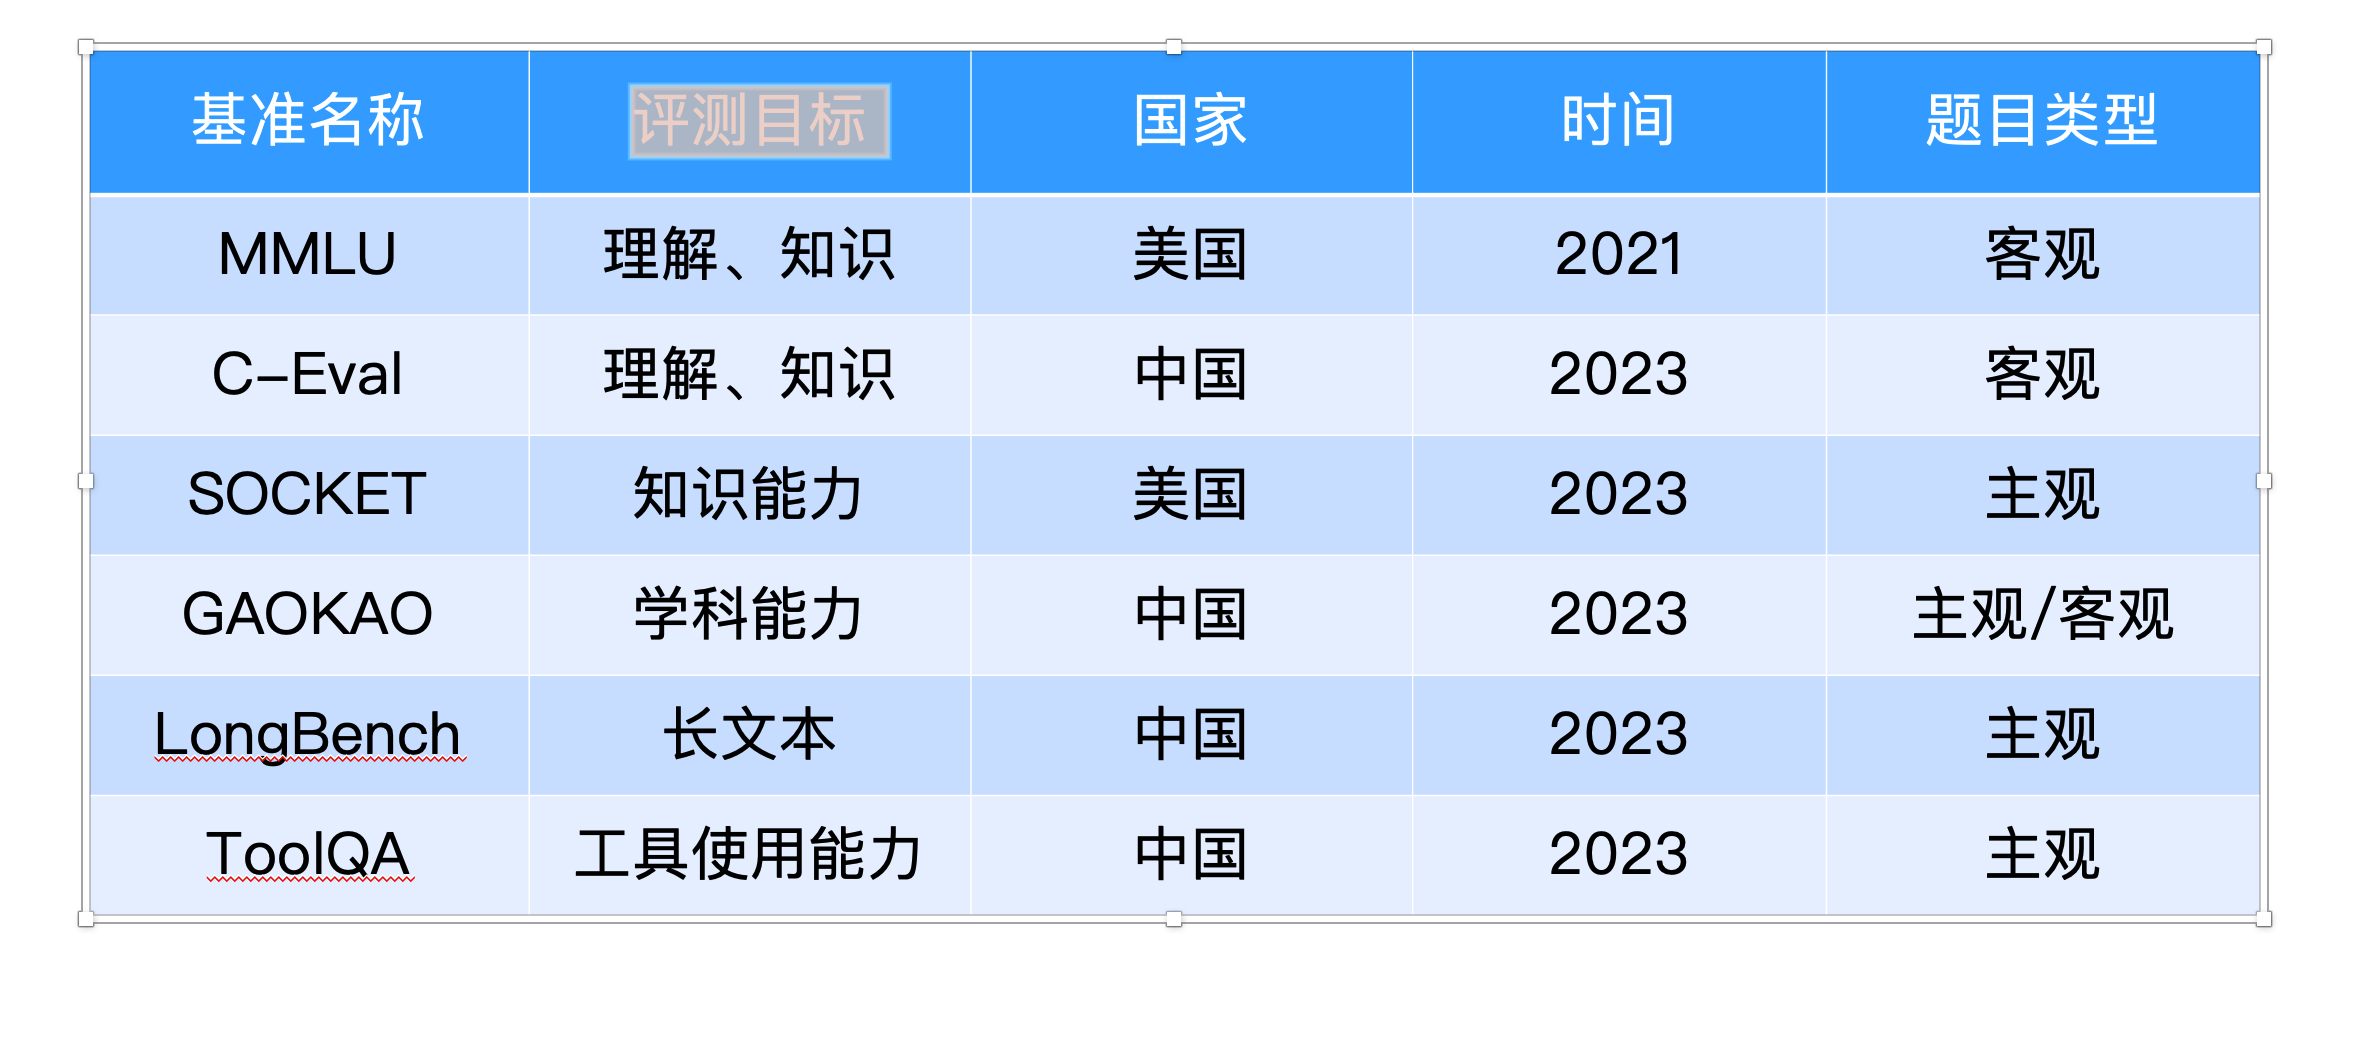 基准名称 评测目标 国家 时间 题目类型
MMLU 理解、知识 美国 2021 客观
C-Eval 理解、知识 中国 2023 客观
SOCKET 知识能力 美国 2023 主观
GAOKAO 学科能力 中国 2023 主观/客观
LongBench 长文本 中国 2023 主观
ToolQA 工具使用能力 中国 2023 主观